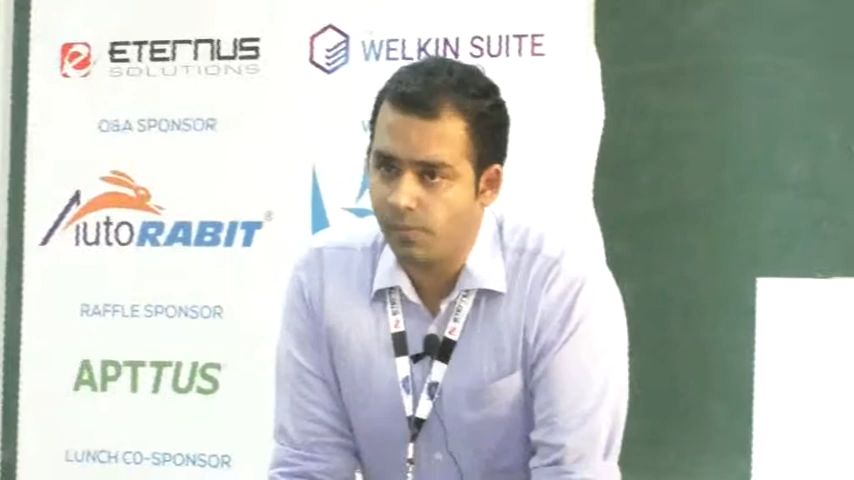 ETERNUS
SOLUTIONS
WELKIN SUITE
Q&A SPONSOR
AutoRABIT®
RAFFLE SPONSOR
APTTUS
LUNCH CO-SPONSOR